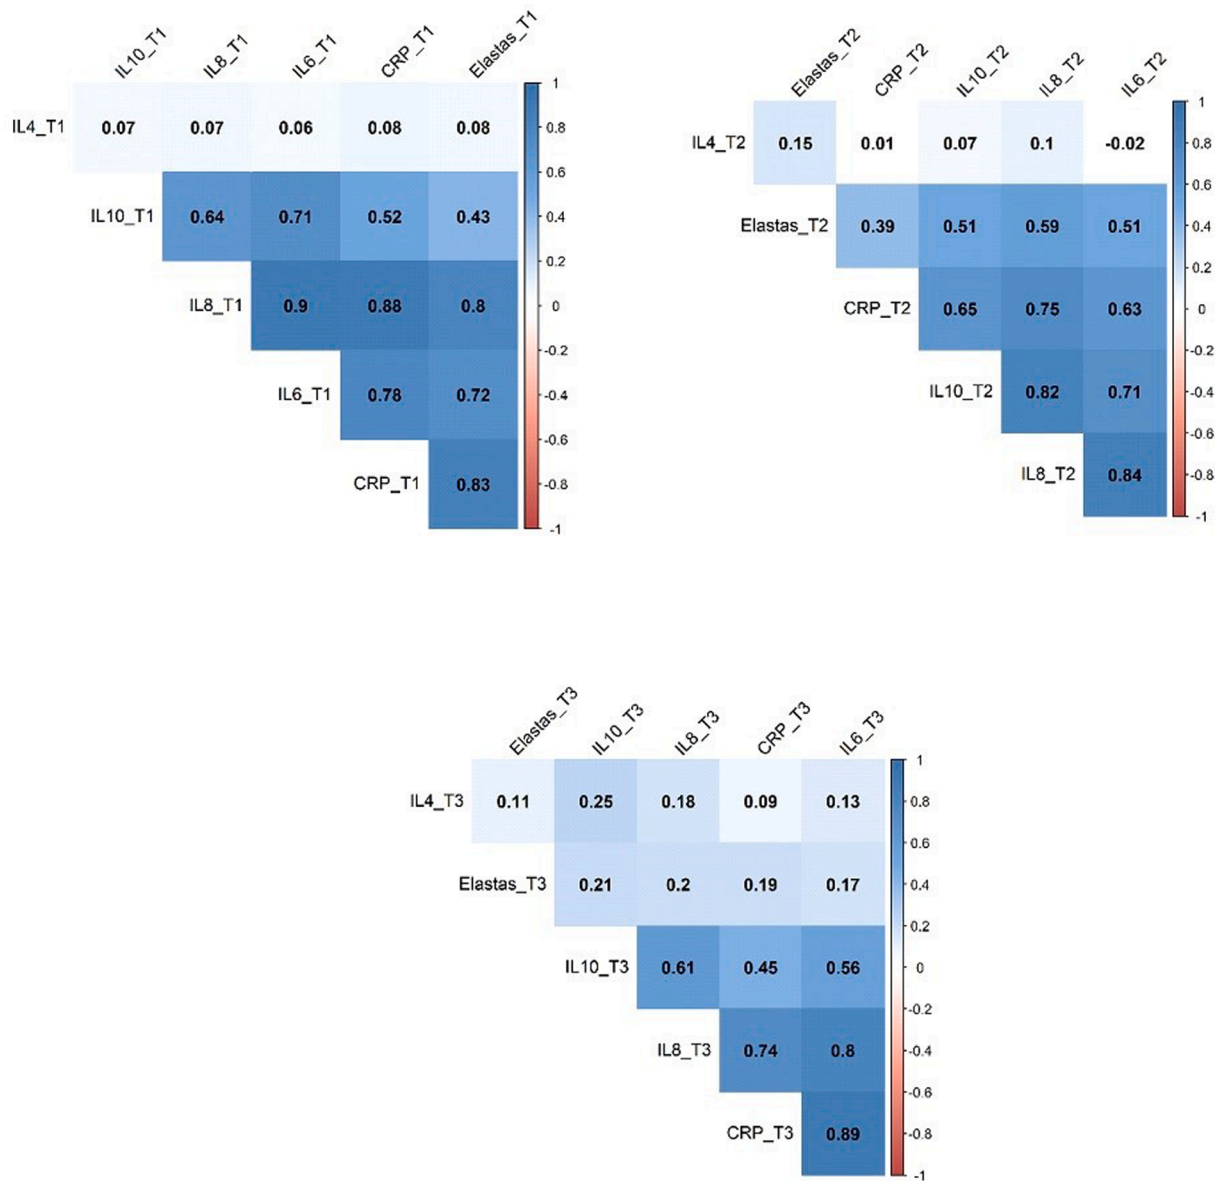 IL10_T1 IL8_T1 IL6_T1 CRP_T1 Elastas_T1
IL4_T1 0.07 0.07 0.06 0.08 0.08
IL10_T1 0.64 0.71 0.52 0.43
IL8_T1 0.9 0.88 0.8
IL6_T1 0.78 0.72
CRP_T1 0.83
1
0.8
0.6
0.4
0.2
0
-0.2
-0.4
-0.6
-0.8
-1
Elastas_T2 CRP_T2 IL10_T2 IL8_T2 IL6_T2
IL4_T2 0.15 0.01 0.07 0.1 -0.02
Elastas_T2 0.39 0.51 0.59 0.51
CRP_T2 0.65 0.75 0.63
IL10_T2 0.82 0.71
IL8_T2 0.84
1
0.8
0.6
0.4
0.2
0
-0.2
-0.4
-0.6
-0.8
-1
Elastas_T3 IL10_T3 IL8_T3 CRP_T3 IL6_T3
IL4_T3 0.11 0.25 0.18 0.09 0.13
Elastas_T3 0.21 0.2 0.19 0.17
IL10_T3 0.61 0.45 0.56
IL8_T3 0.74 0.8
CRP_T3 0.89
1
0.8
0.6
0.4
0.2
0
-0.2
-0.4
-0.6
-0.8
-1